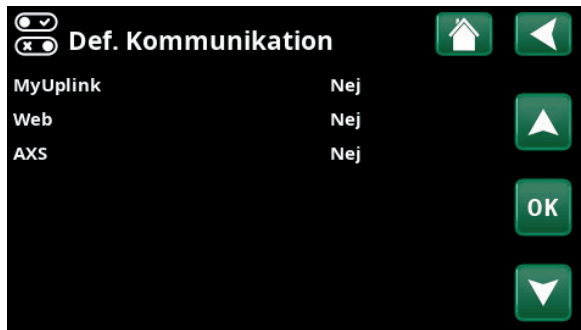 Def. Kommunikation
MyUplink Nej
Web Nej
AXS Nej
OK